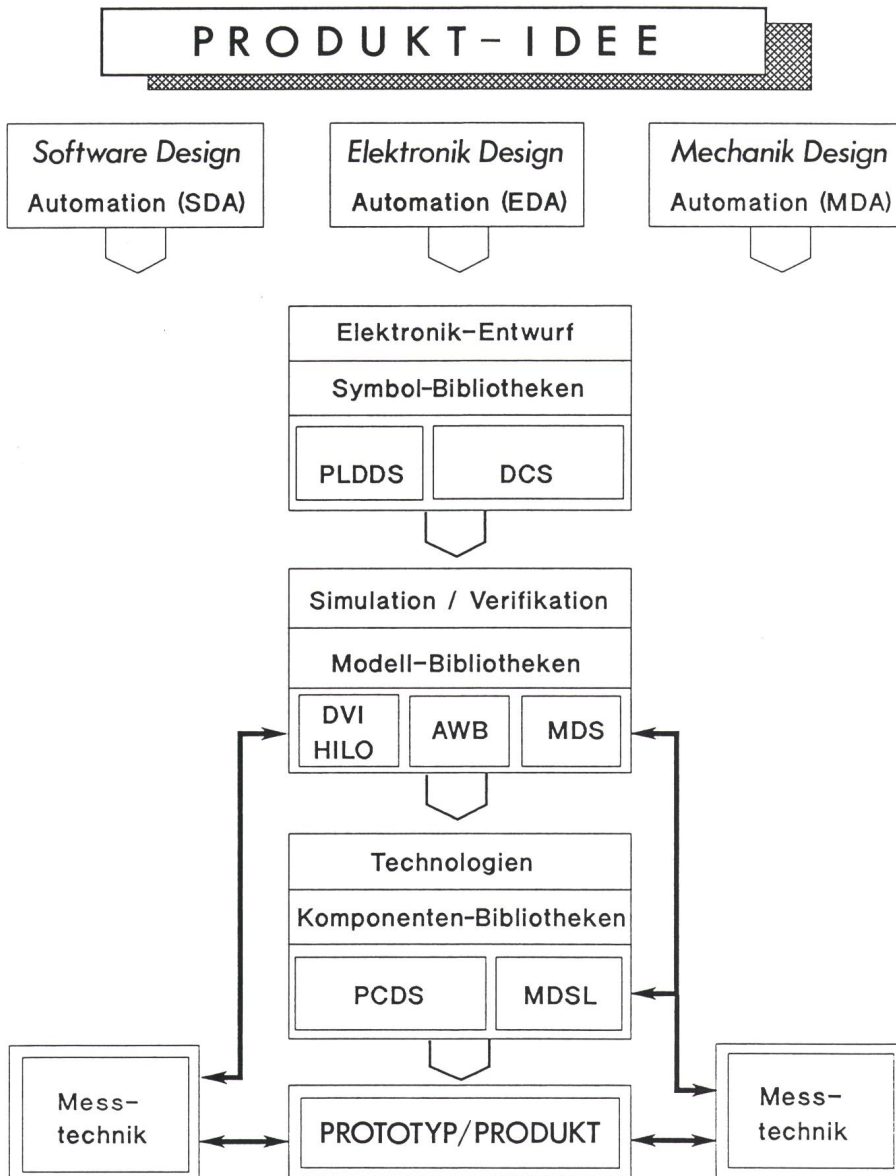 PRODUKT-IDEE
Software Design
Automation (SDA)
Elektronik Design
Automation (EDA)
Mechanik Design
Automation (MDA)
Elektronik-Entwurf
Symbol-Bibliotheken
PLDDS
DCS
Simulation / Verifikation
Modell-Bibliotheken
DVI
HILO
AWB
MDS
Technologien
Komponenten-Bibliotheken
PCDS
MDSL
Mess-
technik
PROTOTYP/PRODUKT
Mess-
technik